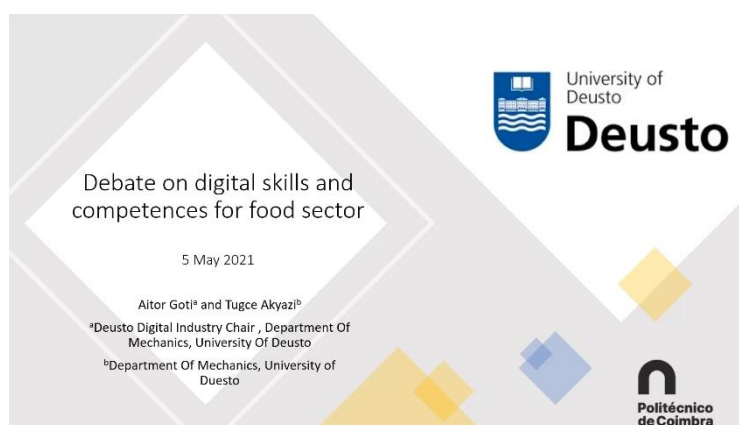 University of
Deusto
Deusto
Debate on digital skills and
competences for food sector
5 May 2021
Aitor Gotiᵃ and Tugce Akyaziᵇ
ᵃDeusto Digital Industry Chair , Department Of
Mechanics, University Of Deusto
ᵇDepartment Of Mechanics, University of
Duesto
Politécnico
de Coimbra